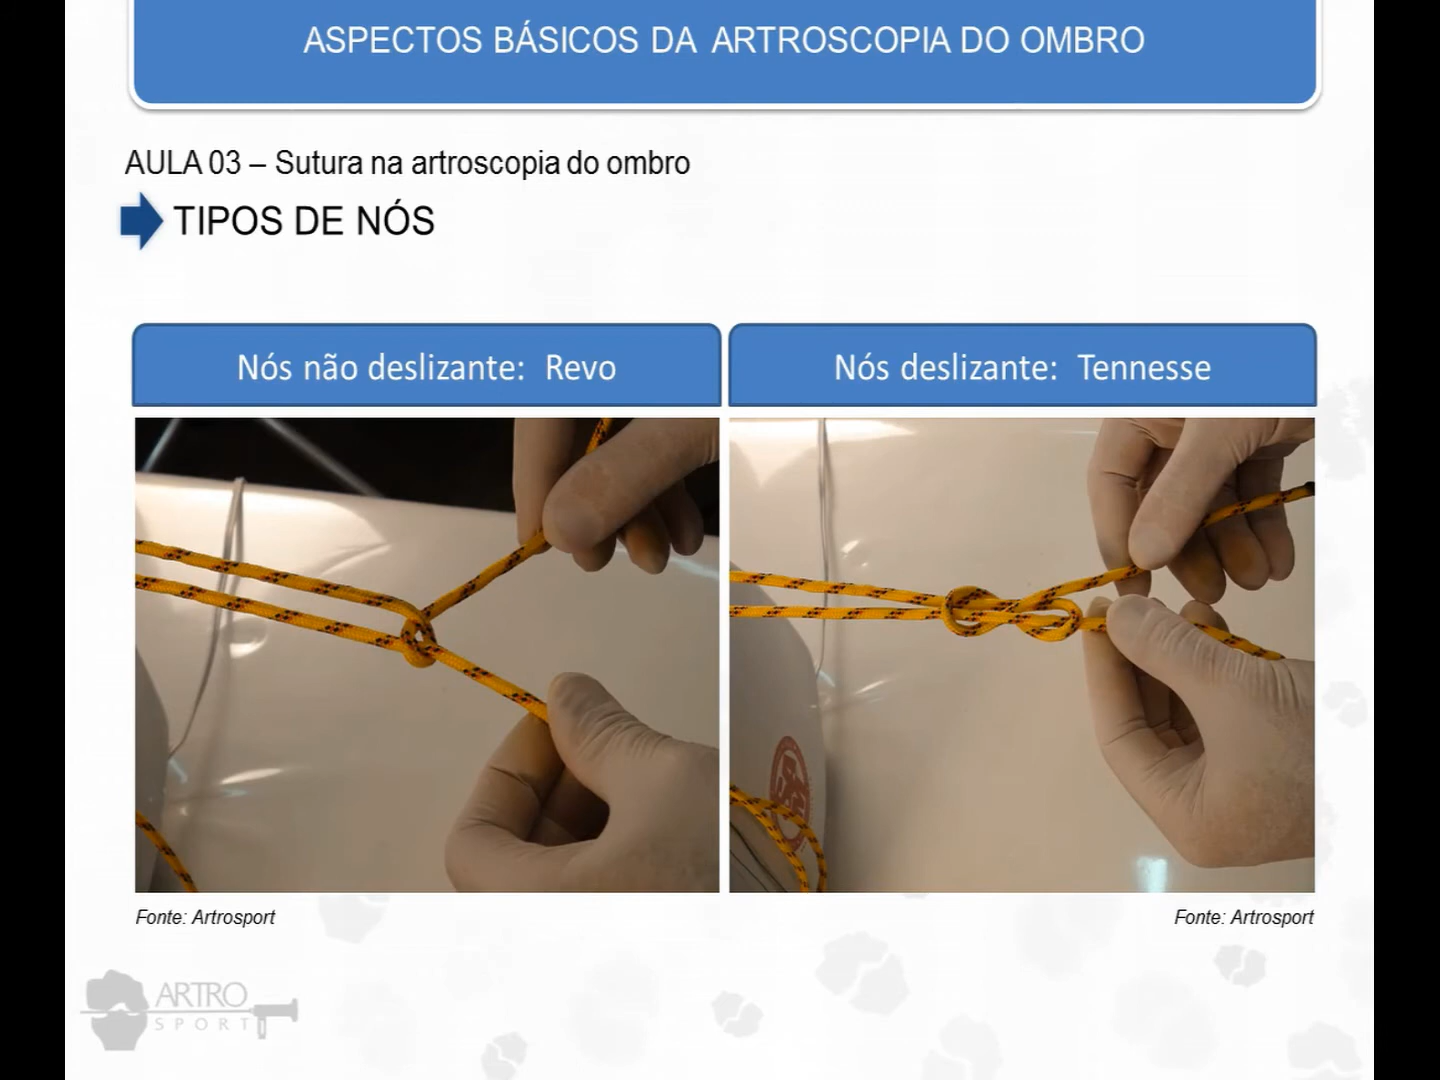 ASPECTOS BÁSICOS DA ARTROSCOPIA DO OMBRO
AULA 03 – Sutura na artroscopia do ombro
TIPOS DE NÓS
Nós não deslizante: Revo
Nós deslizante: Tennesse
Fonte: Artrosport
Fonte: Artrosport
ARTRO
SPORT